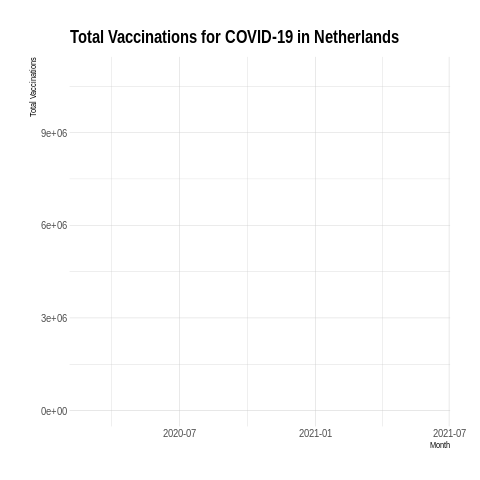 Total Vaccinations for COVID-19 in Netherlands
Total Vaccinations
9e+06
6e+06
3e+06
0e+00
2020-07 2021-01 2021-07
Month